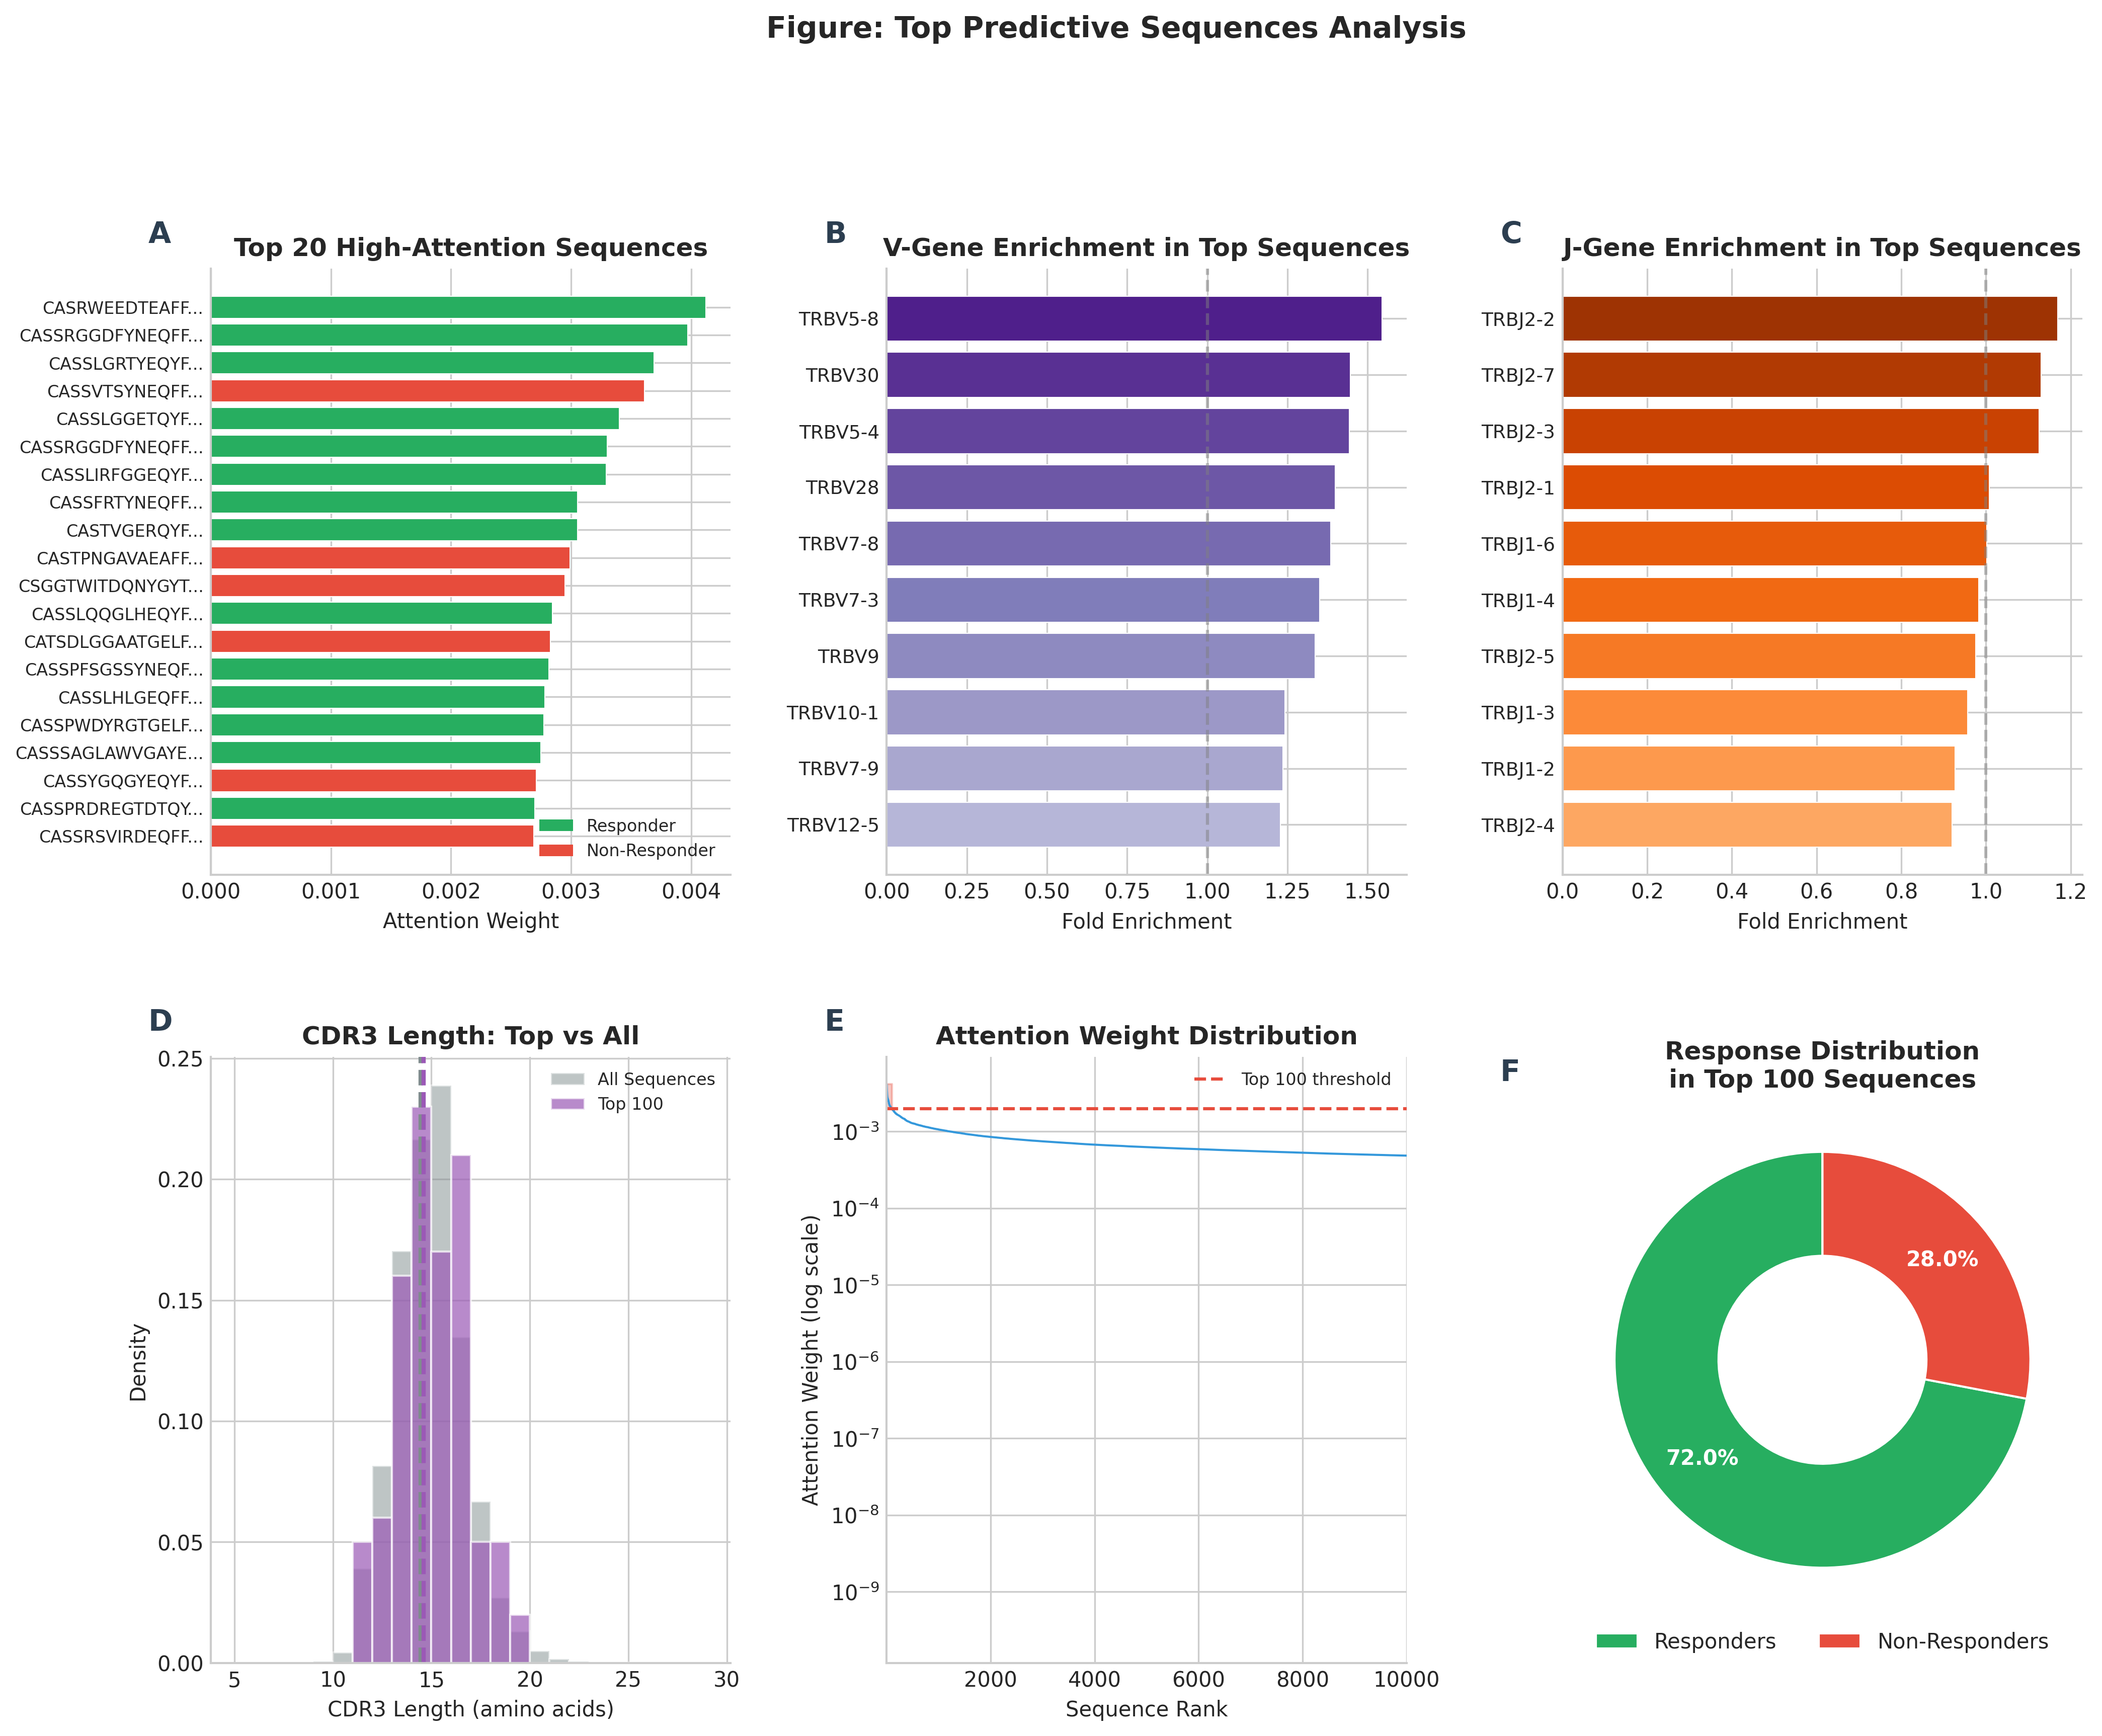 Figure: Top Predictive Sequences Analysis
A
Top 20 High-Attention Sequences
CASRWEEDTEAFF...
CASSRGGDFYNEQFF...
CASSLGRTYEQYF...
CASSVTSYNEQFF...
CASSLGGETQYF...
CASSRGGDFYNEQFF...
CASSLIRFGGEQYF...
CASSFRTYNEQFF...
CASTVGERQYF...
CASTPNGAVAEAFF...
CSGGTWITDQNYGYT...
CASSLQQGLHEQYF...
CATSDLGGAATGELF...
CASSPFSGSSYNEQF...
CASSLHLGEQFF...
CASSPWDYRGTGELF...
CASSSAGLAWVGAYE...
CASSYGQGYEQYF...
CASSPRDREGTDTQY...
CASSRSVIRDEQFF...
Responder
Non-Responder
0.000 0.001 0.002 0.003 0.004
Attention Weight
B
V-Gene Enrichment in Top Sequences
TRBV5-8
TRBV30
TRBV5-4
TRBV28
TRBV7-8
TRBV7-3
TRBV9
TRBV10-1
TRBV7-9
TRBV12-5
0.00 0.25 0.50 0.75 1.00 1.25 1.50
Fold Enrichment
C
J-Gene Enrichment in Top Sequences
TRBJ2-2
TRBJ2-7
TRBJ2-3
TRBJ2-1
TRBJ1-6
TRBJ1-4
TRBJ2-5
TRBJ1-3
TRBJ1-2
TRBJ2-4
0.0 0.2 0.4 0.6 0.8 1.0 1.2
Fold Enrichment
D
CDR3 Length: Top vs All
All Sequences
Top 100
0.25
0.20
0.15
0.10
0.05
0.00
Density
5 10 15 20 25 30
CDR3 Length (amino acids)
E
Attention Weight Distribution
Top 100 threshold
10⁻³
10⁻⁴
10⁻⁵
10⁻⁶
10⁻⁷
10⁻⁸
10⁻⁹
Attention Weight (log scale)
2000 4000 6000 8000 10000
Sequence Rank
F
Response Distribution
in Top 100 Sequences
28.0%
72.0%
Responders
Non-Responders